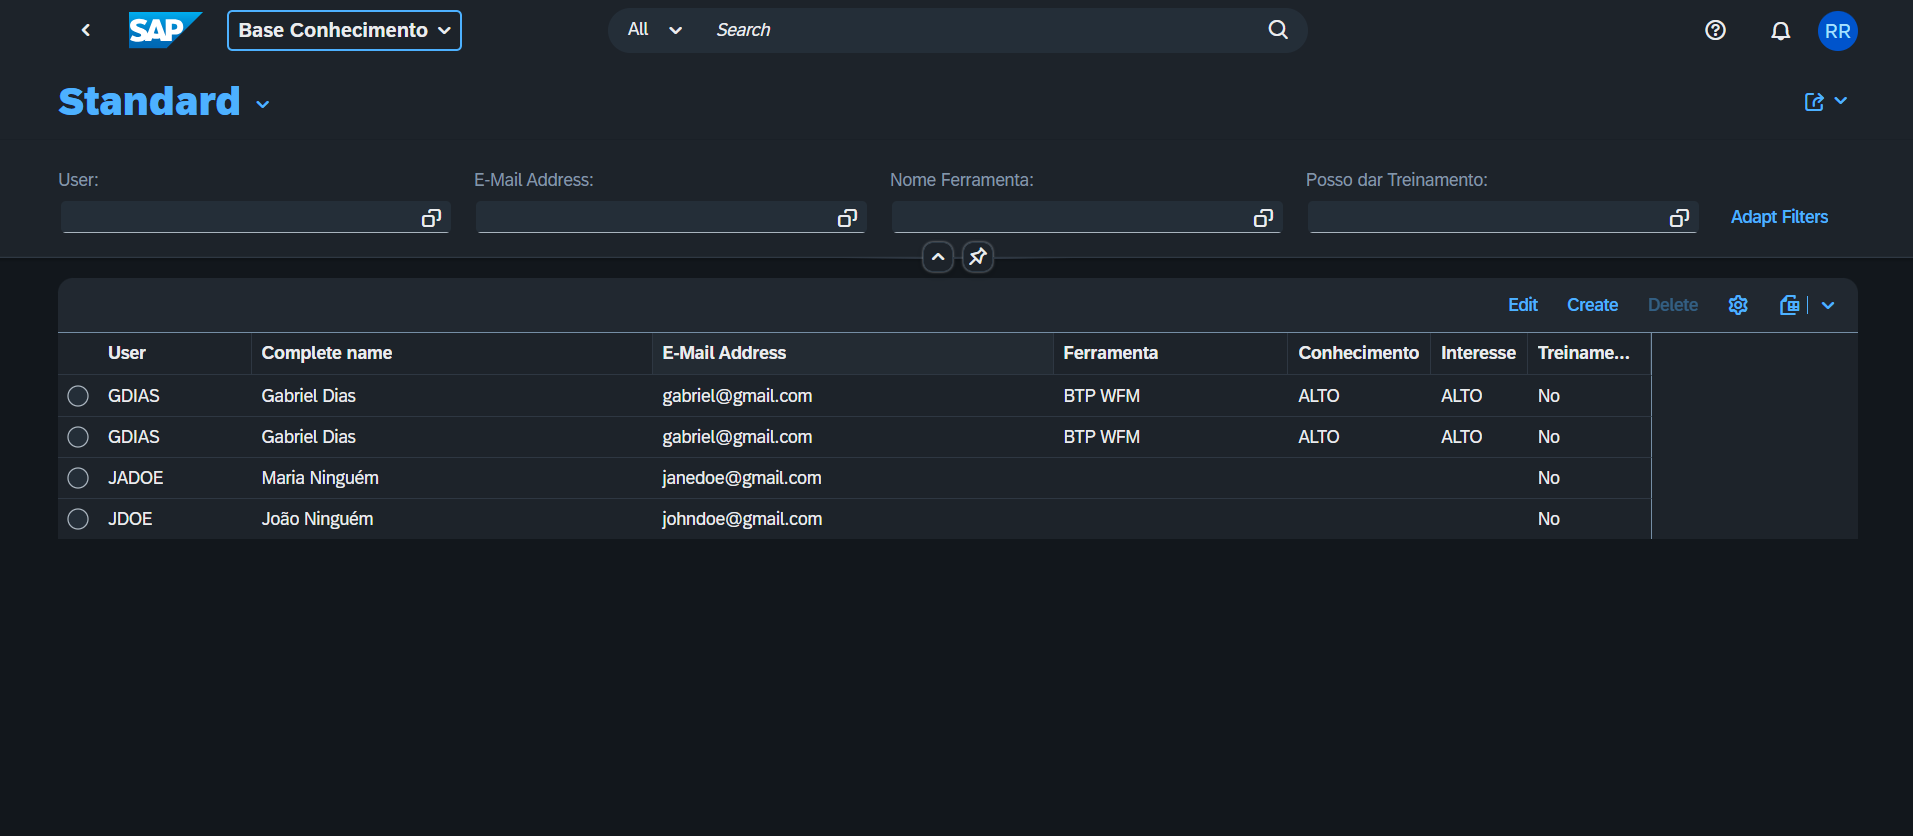 SAP Base Conhecimento All Search RR
Standard
User: E-Mail Address: Nome Ferramenta: Posso dar Treinamento:
Adapt Filters
Edit Create Delete
User Complete name E-Mail Address Ferramenta Conhecimento Interesse Treiname...
GDIAS Gabriel Dias gabriel@gmail.com BTP WFM ALTO ALTO No
GDIAS Gabriel Dias gabriel@gmail.com BTP WFM ALTO ALTO No
JADOE Maria Ninguém janedoe@gmail.com No
JDOE João Ninguém johndoe@gmail.com No